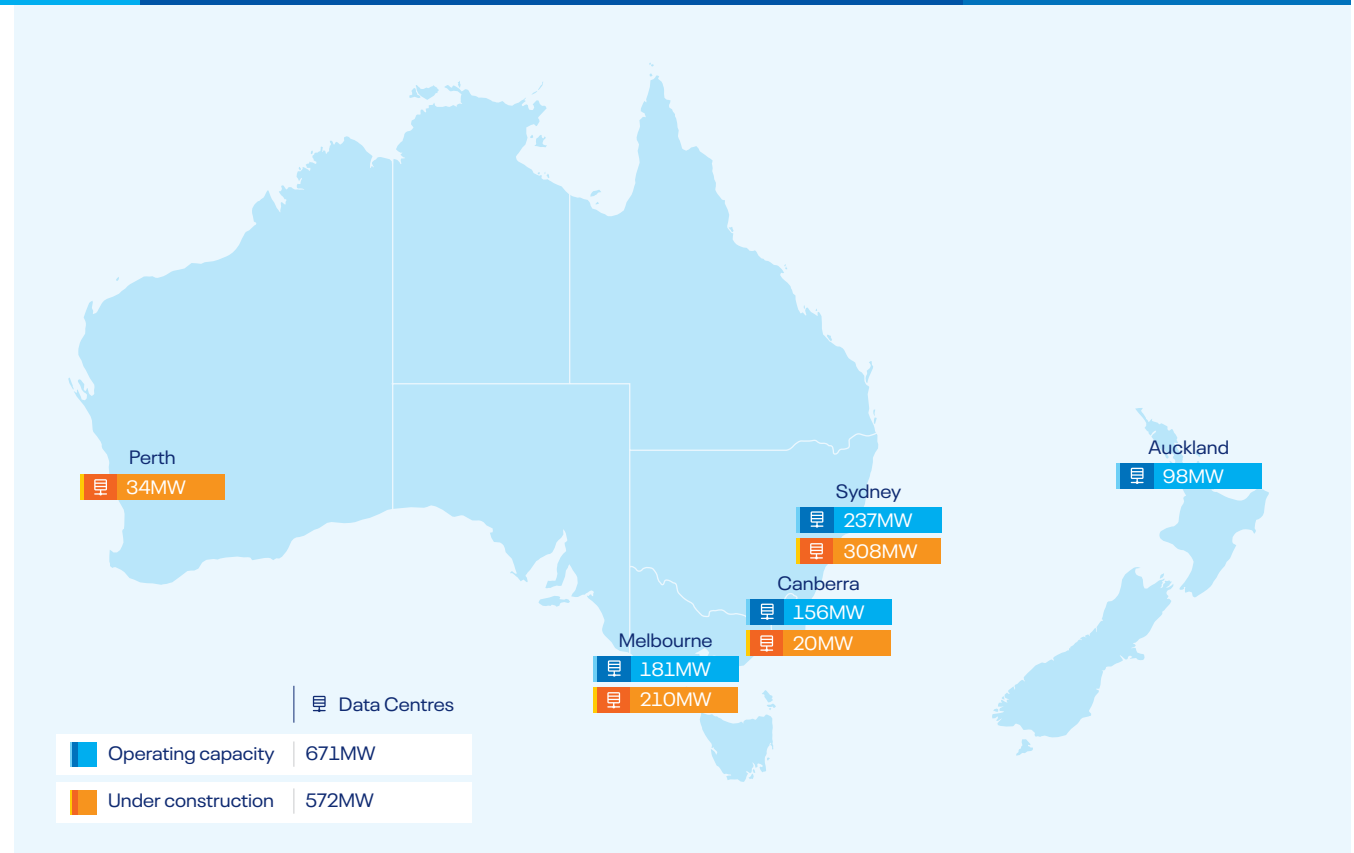 Perth
34MW
Auckland
98MW
Sydney
237MW
308MW
Canberra
156MW
20MW
Melbourne
181MW
210MW
Data Centres
Operating capacity 671MW
Under construction 572MW